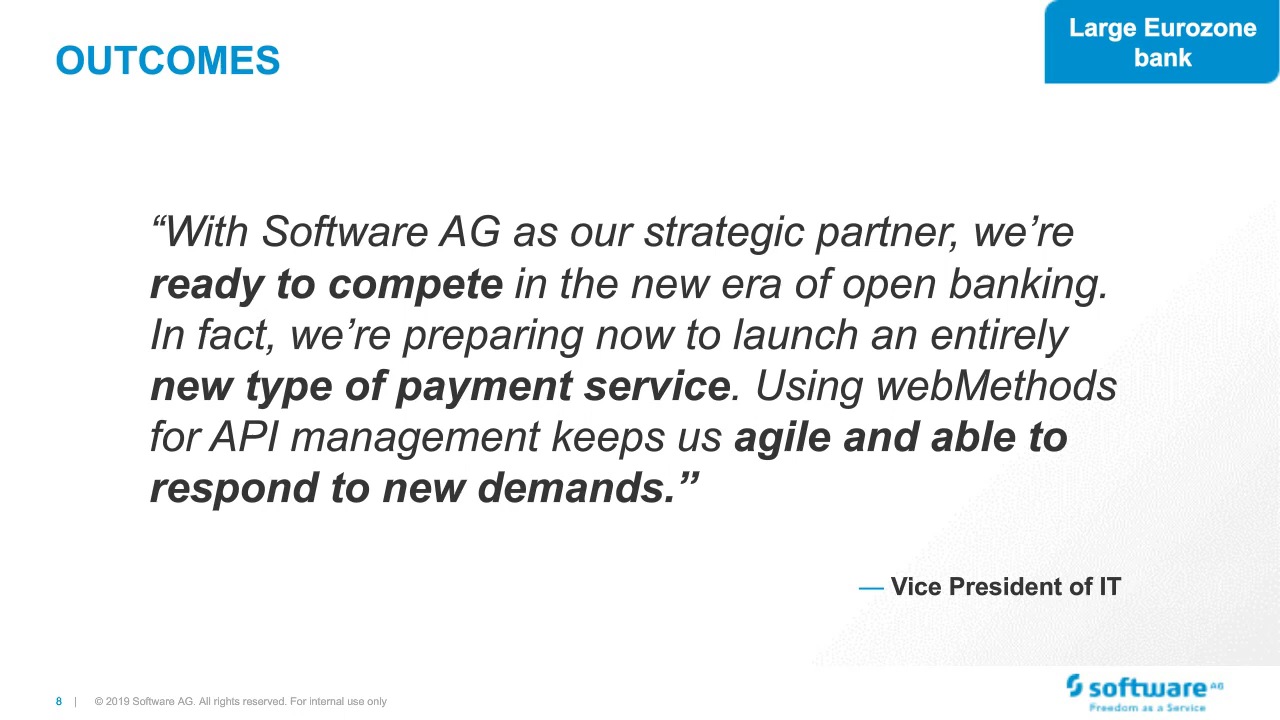 OUTCOMES
Large Eurozone
bank
“With Software AG as our strategic partner, we’re
ready to compete in the new era of open banking.
In fact, we’re preparing now to launch an entirely
new type of payment service. Using webMethods
for API management keeps us agile and able to
respond to new demands.”
— Vice President of IT
8 | © 2019 Software AG. All rights reserved. For internal use only
software AG
Freedom as a Service